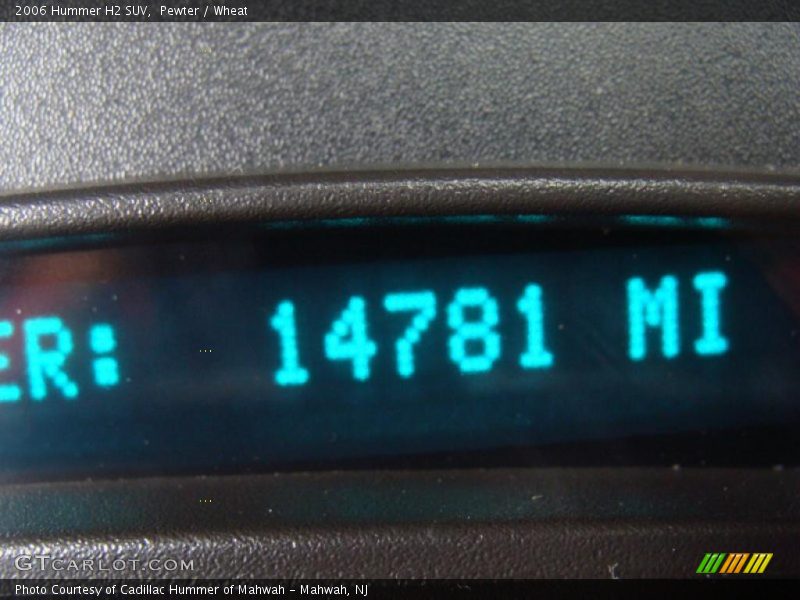 2006 Hummer H2 SUV, Pewter / Wheat
ER: 14781 MI
GTCARLOT.COM
Photo Courtesy of Cadillac Hummer of Mahwah - Mahwah, NJ